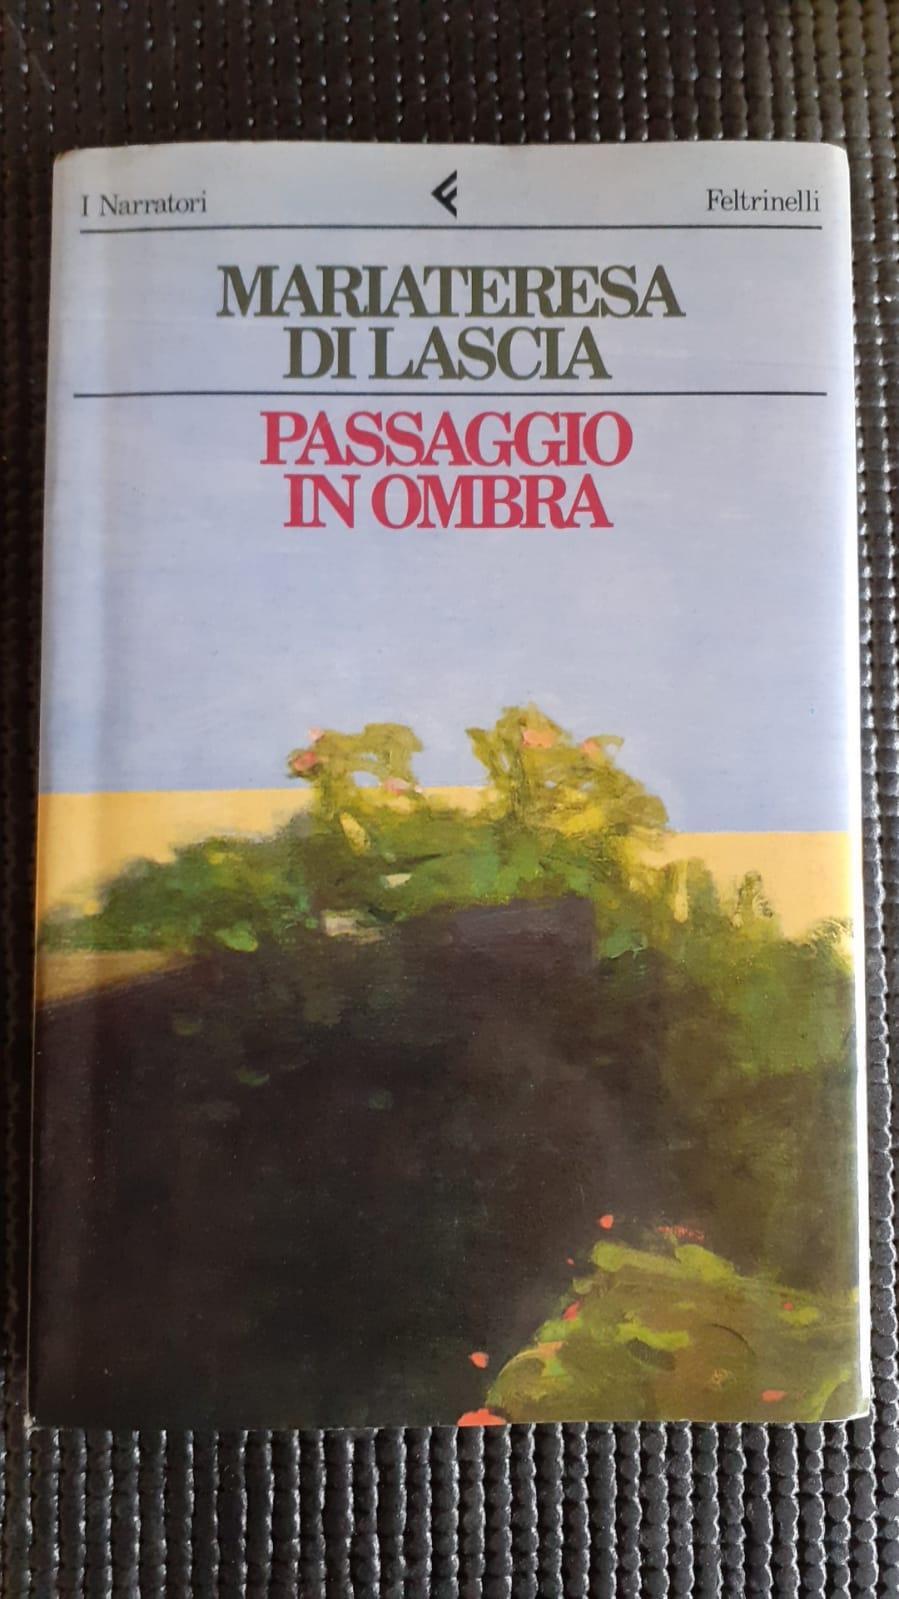 I Narratori
Feltrinelli
MARIATERESA
DI LASCIA
PASSAGGIO
IN OMBRA